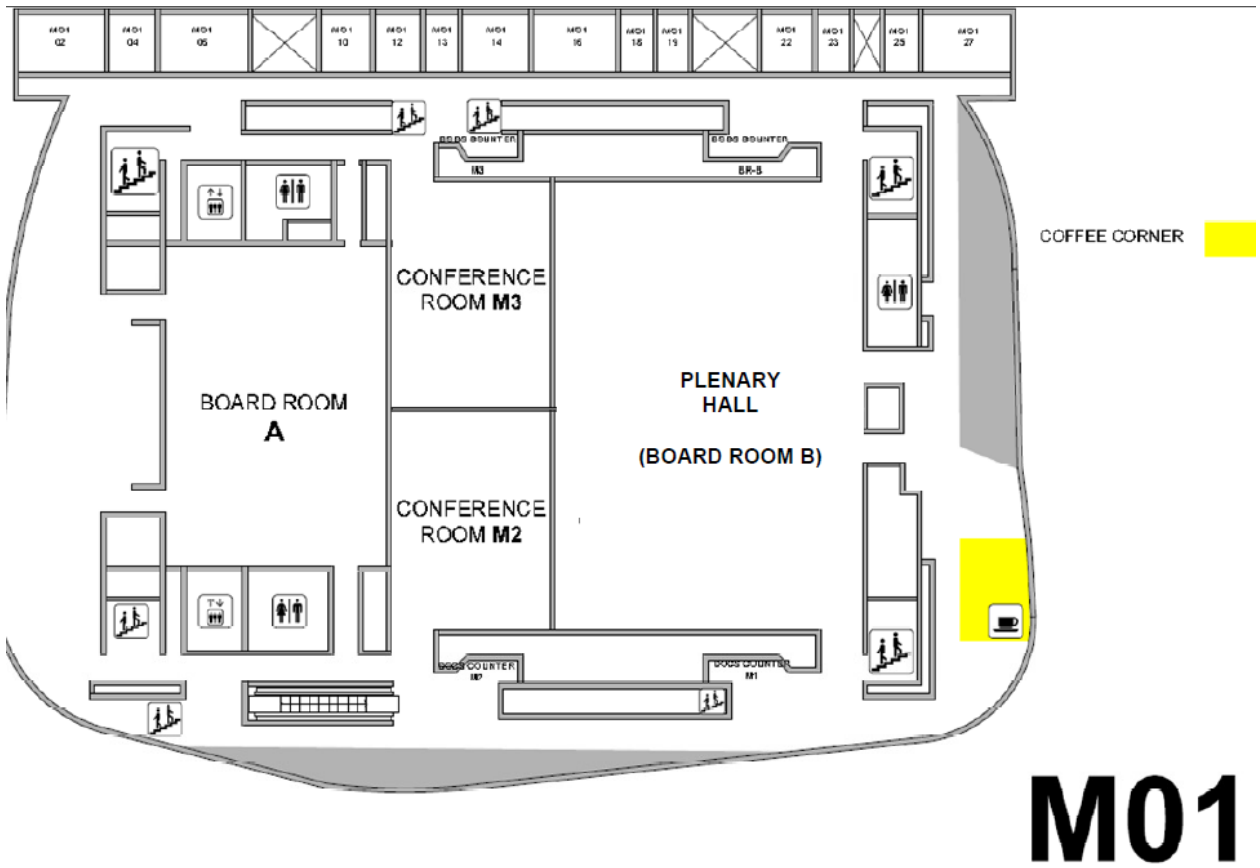 M01
02
M01
04
M01
05
M01
10
M01
12
M01
13
M01
14
M01
16
M01
18
M01
19
M01
22
M01
23
M01
25
M01
27
DOCS COUNTER
M3
DOCS COUNTER
BR-B
COFFEE CORNER
CONFERENCE
ROOM M3
BOARD ROOM
A
PLENARY
HALL
(BOARD ROOM B)
CONFERENCE
ROOM M2
DOCS COUNTER
M2
DOCS COUNTER
M1
M01